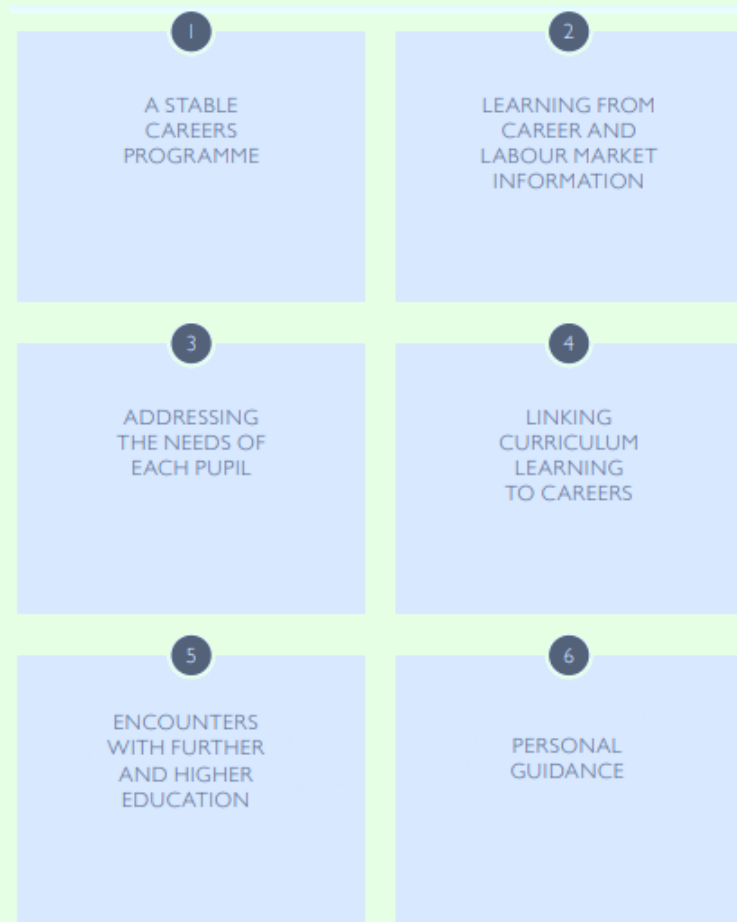 1
A STABLE
CAREERS
PROGRAMME
2
LEARNING FROM
CAREER AND
LABOUR MARKET
INFORMATION
3
ADDRESSING
THE NEEDS OF
EACH PUPIL
4
LINKING
CURRICULUM
LEARNING
TO CAREERS
5
ENCOUNTERS
WITH FURTHER
AND HIGHER
EDUCATION
6
PERSONAL
GUIDANCE